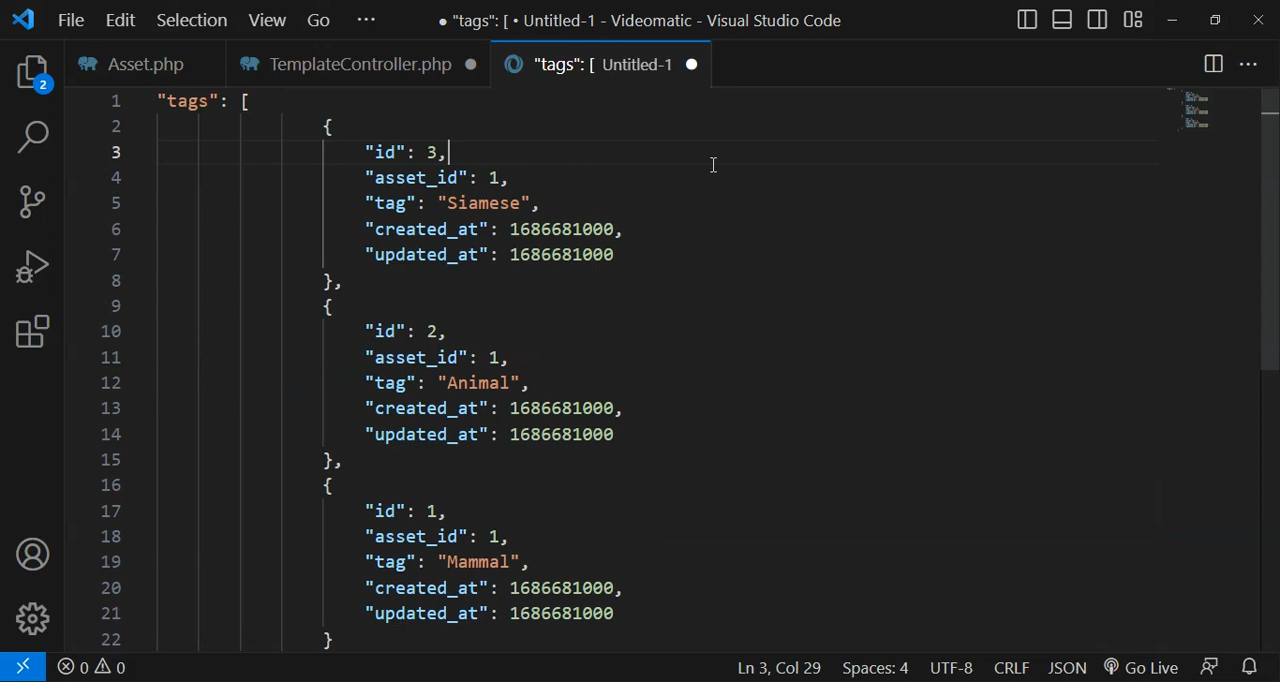 File Edit Selection View Go ··· ● "tags": [ • Untitled-1 - Videomatic - Visual Studio Code
2 Asset.php TemplateController.php ● "tags": [ Untitled-1 ● ···
1 "tags": [
2 {
3 "id": 3,
4 "asset_id": 1,
5 "tag": "Siamese",
6 "created_at": 1686681000,
7 "updated_at": 1686681000
8 },
9 {
10 "id": 2,
11 "asset_id": 1,
12 "tag": "Animal",
13 "created_at": 1686681000,
14 "updated_at": 1686681000
15 },
16 {
17 "id": 1,
18 "asset_id": 1,
19 "tag": "Mammal",
20 "created_at": 1686681000,
21 "updated_at": 1686681000
22 }
0 0 Ln 3, Col 29 Spaces: 4 UTF-8 CRLF JSON Go Live